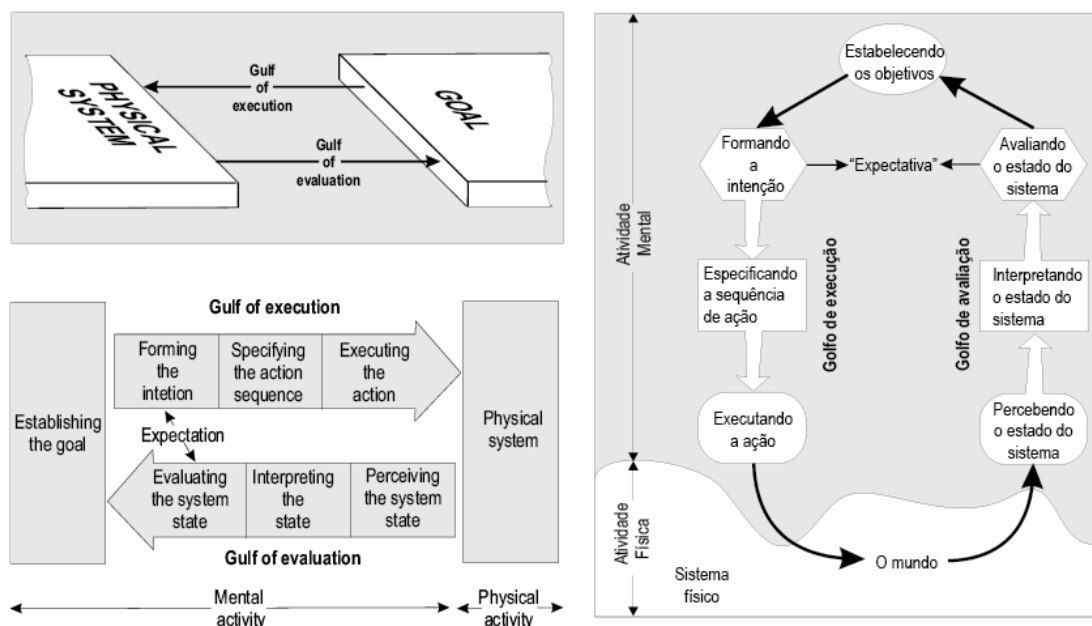 Gulf
of
execution
PHYSICAL
SYSTEM
GOAL
Gulf
of
evaluation
Gulf of execution
Establishing
the goal
Forming
the
intetion
Specifying
the action
sequence
Executing
the
action
Expectation
Evaluating
the system
state
Interpreting
the
state
Perceiving
the system
state
Physical
system
Gulf of evaluation
Mental
activity
Physical
activity
Estabelecendo
os objetivos
Formando
a
intenção
"Expectativa"
Avaliando
o estado do
sistema
Atividade
Mental
Especificando
a sequência
de ação
Golfo de execução
Golfo de avaliação
Interpretando
o estado do
sistema
Executando
a ação
Percebendo
o estado do
sistema
Atividade
Física
Sistema
físico
O mundo